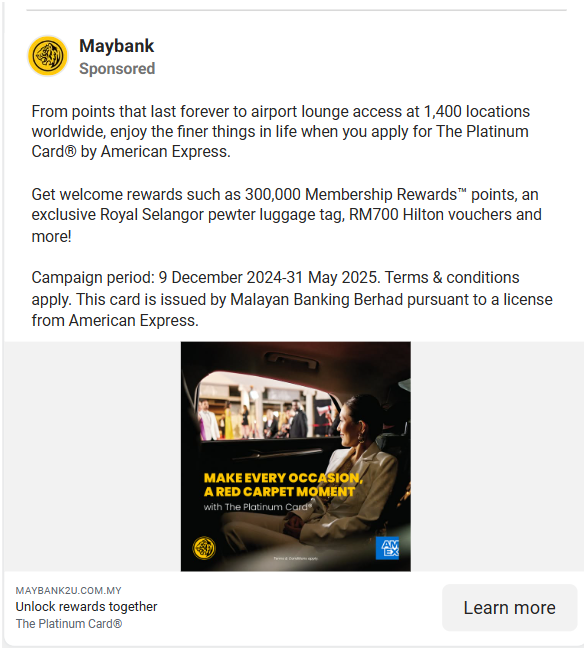 Maybank
Sponsored
From points that last forever to airport lounge access at 1,400 locations
worldwide, enjoy the finer things in life when you apply for The Platinum
Card® by American Express.
Get welcome rewards such as 300,000 Membership Rewards™ points, an
exclusive Royal Selangor pewter luggage tag, RM700 Hilton vouchers and
more!
Campaign period: 9 December 2024-31 May 2025. Terms & conditions
apply. This card is issued by Malayan Banking Berhad pursuant to a license
from American Express.
MAKE EVERY OCCASION,
A RED CARPET MOMENT
with The Platinum Card®
AM
EX
Terms & Conditions apply.
MAYBANK2U.COM.MY
Unlock rewards together
The Platinum Card®
Learn more